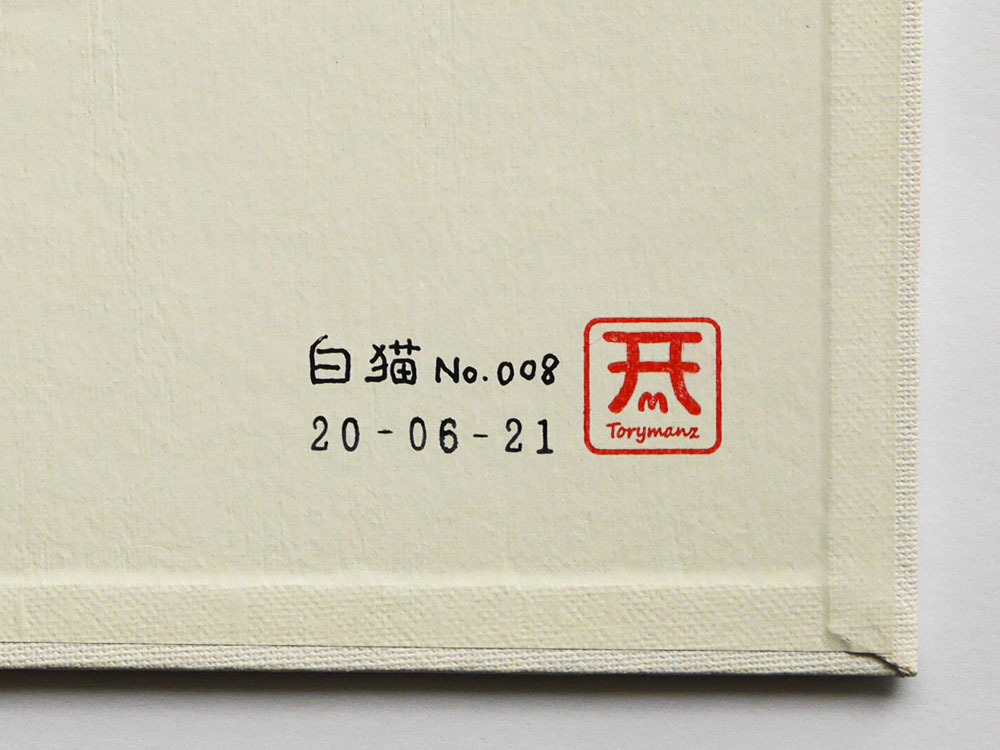 白猫 No.008
20-06-21
M
Torymanz